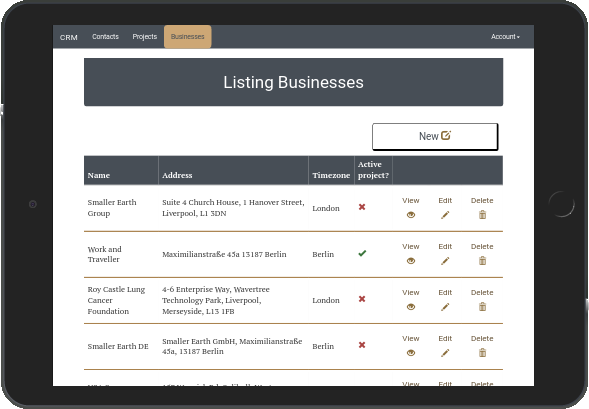 CRM Contacts Projects Businesses Account
Listing Businesses
New
Name Address Timezone Active project?
Smaller Earth Group Suite 4 Church House, 1 Hanover Street, Liverpool, L1 3DN London View Edit Delete
Work and Traveller Maximilianstraße 45a 13187 Berlin Berlin View Edit Delete
Roy Castle Lung Cancer Foundation 4-6 Enterprise Way, Wavertree Technology Park, Liverpool, Merseyside, L13 1FB London View Edit Delete
Smaller Earth DE Smaller Earth GmbH, Maximilianstraße 45a, 13187 Berlin Berlin View Edit Delete
View Edit Delete